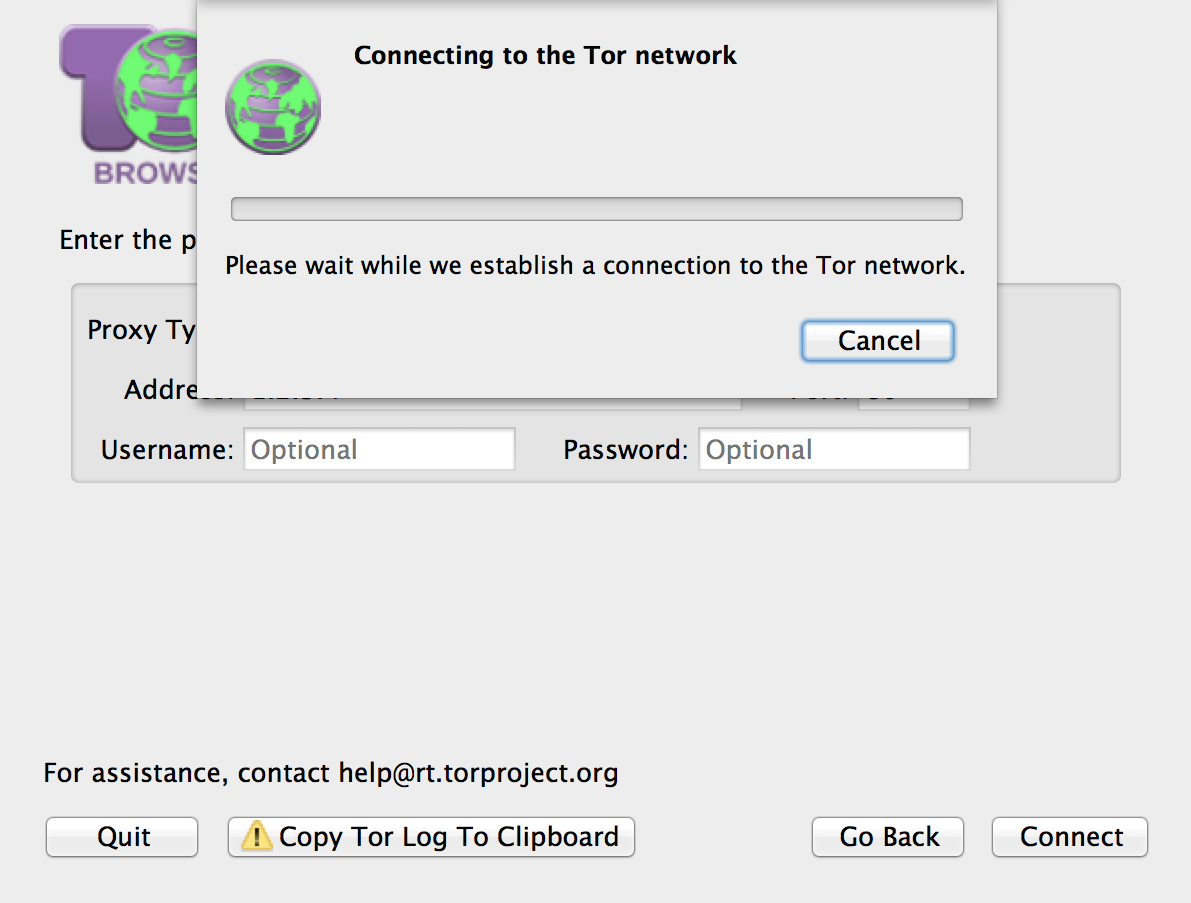 Connecting to the Tor network
BROWS
Enter the p
Please wait while we establish a connection to the Tor network.
Proxy Ty
Cancel
Address:
Username: Optional Password: Optional
For assistance, contact help@rt.torproject.org
Quit Copy Tor Log To Clipboard Go Back Connect